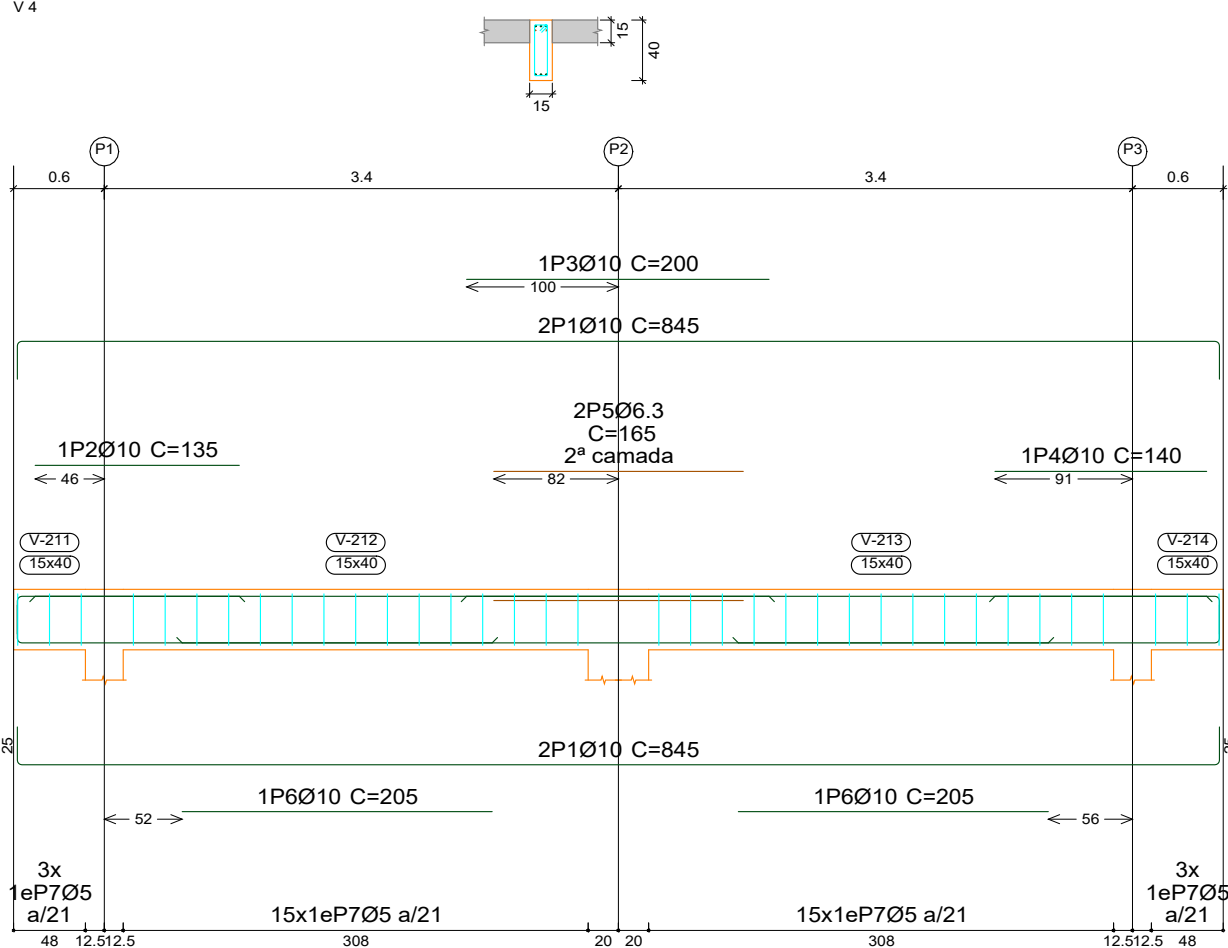 V 4
15
40
15
P1
P2
P3
0.6
3.4
3.4
0.6
1P3Ø10 C=200
100
2P1Ø10 C=845
2P5Ø6.3
C=165
2ª camada
1P2Ø10 C=135
1P4Ø10 C=140
46
82
91
V-211
15x40
V-212
15x40
V-213
15x40
V-214
15x40
25
2P1Ø10 C=845
25
1P6Ø10 C=205
1P6Ø10 C=205
52
56
3x
1eP7Ø5
a/21
15x1eP7Ø5 a/21
15x1eP7Ø5 a/21
3x
1eP7Ø5
a/21
48 12.5 12.5 308 20 20 308 12.5 12.5 48